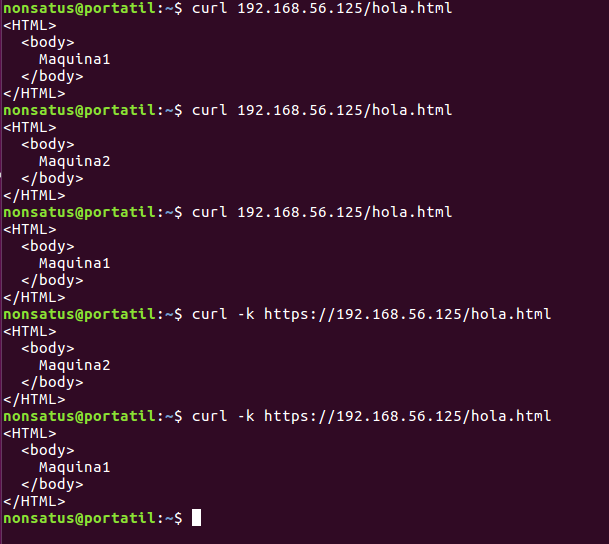 nonsatus@portatil:~$ curl 192.168.56.125/hola.html
<HTML>
  <body>
    Maquina1
  </body>
</HTML>
nonsatus@portatil:~$ curl 192.168.56.125/hola.html
<HTML>
  <body>
    Maquina2
  </body>
</HTML>
nonsatus@portatil:~$ curl 192.168.56.125/hola.html
<HTML>
  <body>
    Maquina1
  </body>
</HTML>
nonsatus@portatil:~$ curl -k https://192.168.56.125/hola.html
<HTML>
  <body>
    Maquina2
  </body>
</HTML>
nonsatus@portatil:~$ curl -k https://192.168.56.125/hola.html
<HTML>
  <body>
    Maquina1
  </body>
</HTML>
nonsatus@portatil:~$